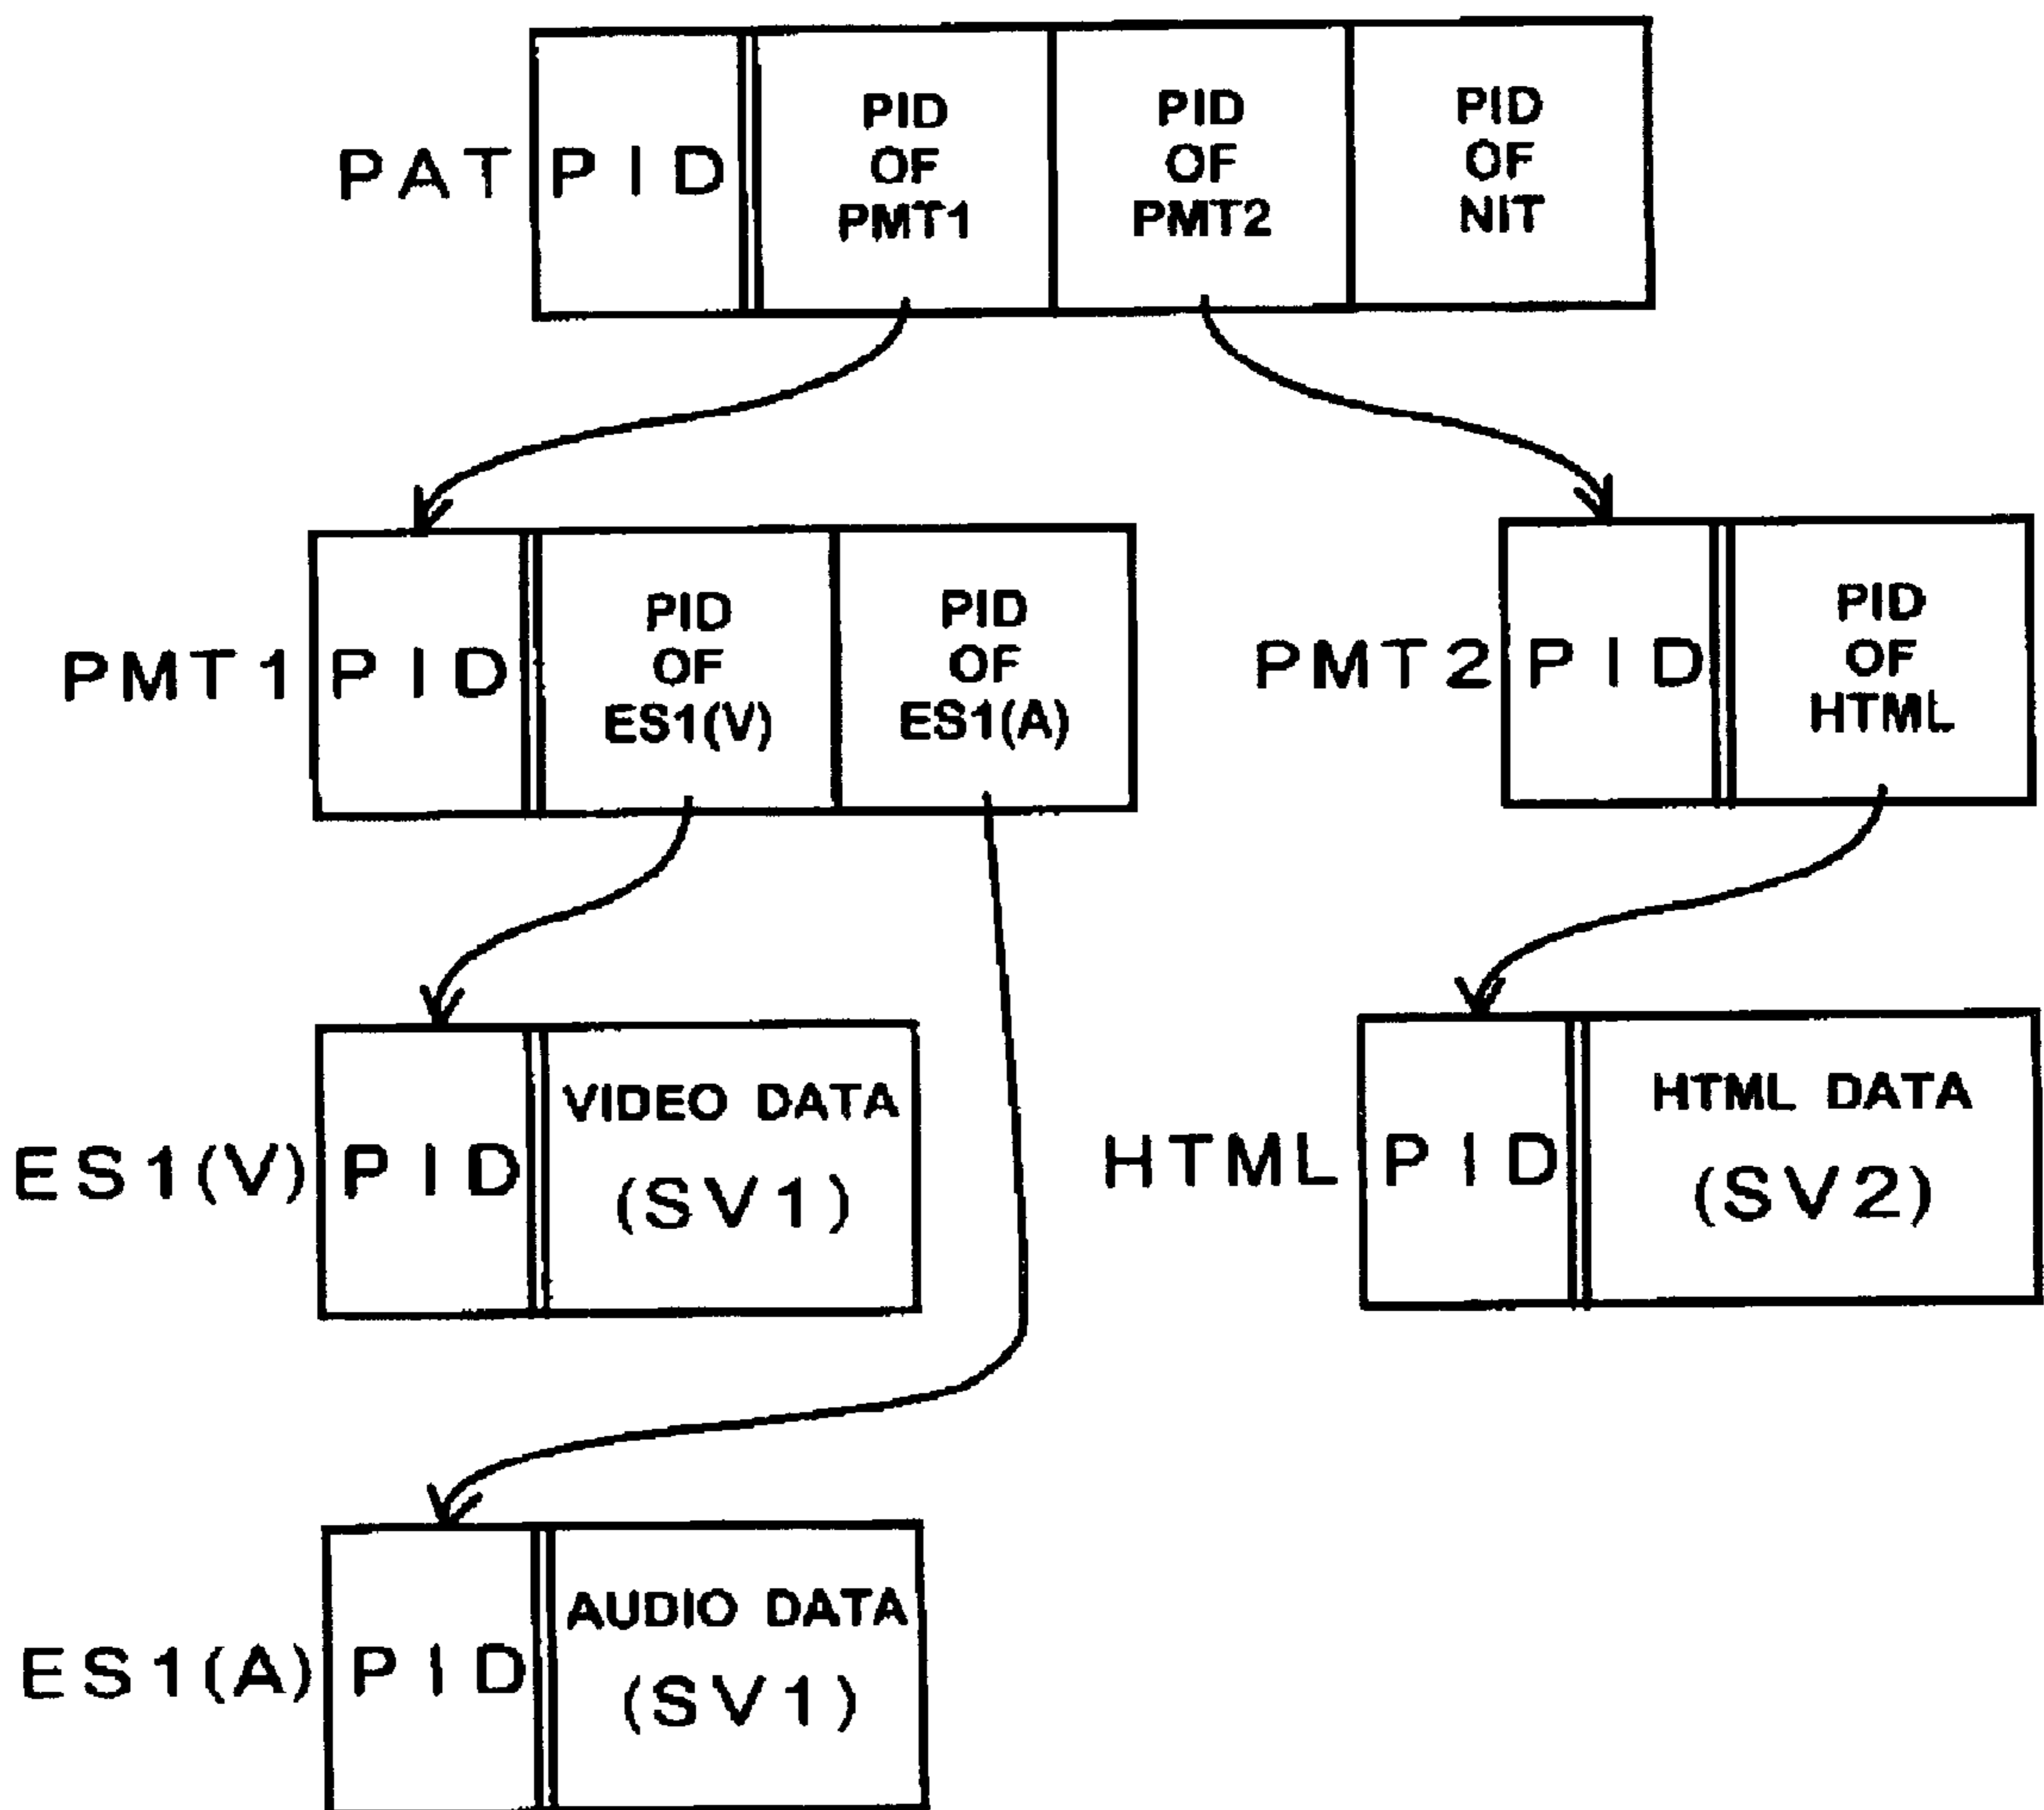 PAT
PID
PID
OF
PMT1
PID
OF
PMT2
PID
OF
NIT
PMT1
PID
PID
OF
ES1(V)
PID
OF
ES1(A)
PMT2
PID
PID
OF
HTML
ES1(V)
PID
VIDEO DATA
(SV1)
HTML
PID
HTML DATA
(SV2)
ES1(A)
PID
AUDIO DATA
(SV1)